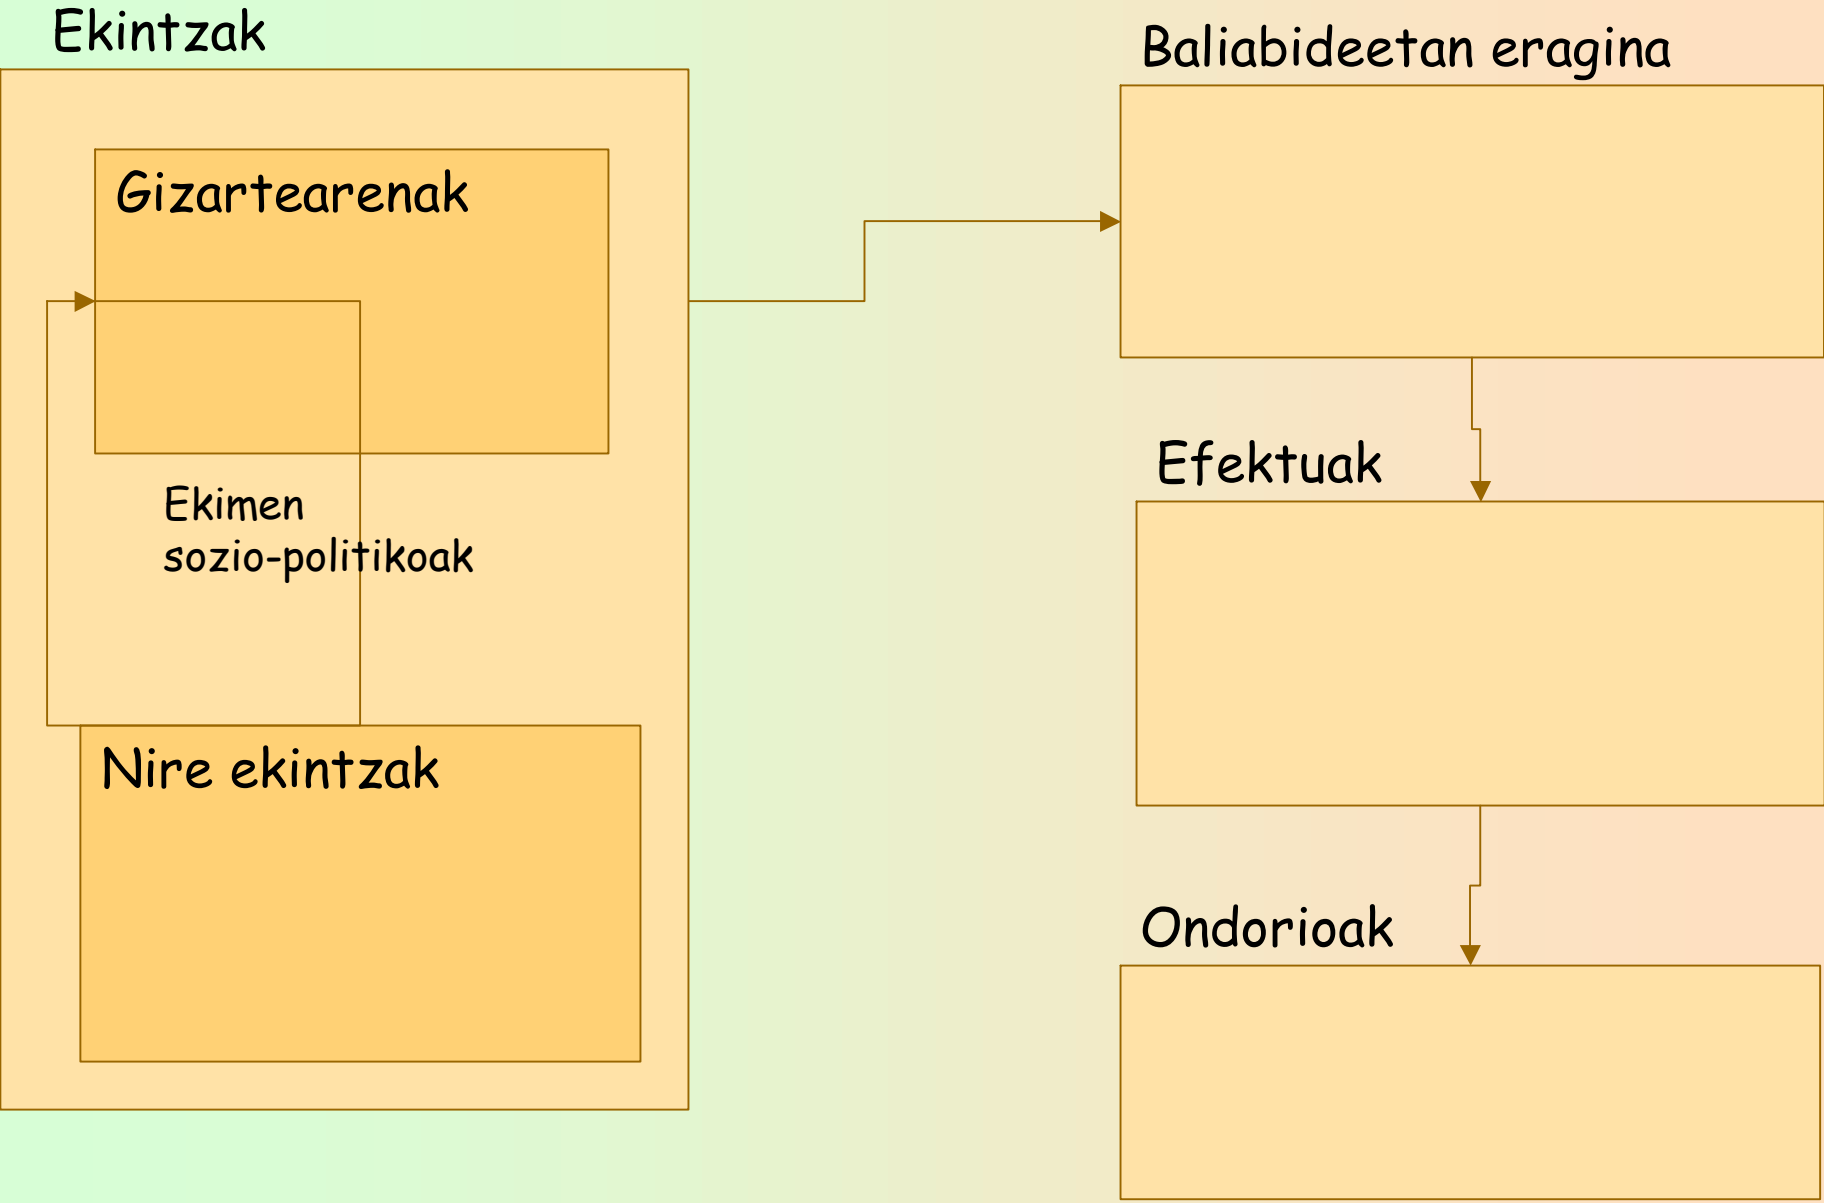 Ekintzak
Gizartearenak
Ekimen
sozio-politikoak
Nire ekintzak
Baliabideetan eragina
Efektuak
Ondorioak